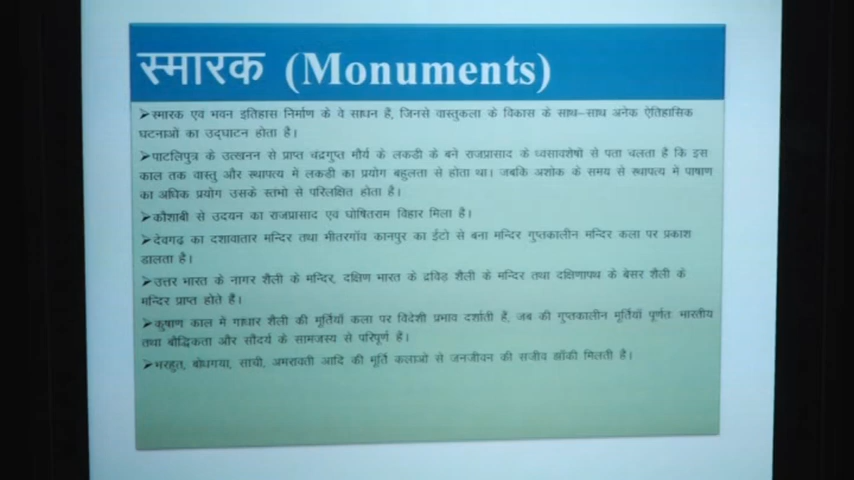 स्मारक (Monuments)
➢स्मारक एवं भवन इतिहास निर्माण के वे साधन हैं, जिनसे वास्तुकला के विकास के साथ–साथ अनेक ऐतिहासिक
घटनाओं का उद्घाटन होता है।
➢पाटलिपुत्र के उत्खनन से प्राप्त चंद्रगुप्त मौर्य के लकडी के बने राजप्रासाद के ध्वसावशेषो से पता चलता है कि इस
काल तक वास्तु और स्थापत्य में लकड़ी का प्रयोग बहुलता से होता था। जबकि अशोक के समय से स्थापत्य में पाषाण
का अधिक प्रयोग उसके स्तंभो से परिलक्षित होता है।
➢कौशांबी से उदयन का राजप्रासाद एवं घोषितराम विहार मिला है।
➢देवगढ़ का दशावातार मन्दिर तथा भीतरगाँव कानपुर का ईंटो से बना मन्दिर गुप्तकालीन मन्दिर कला पर प्रकाश
डालता है।
➢उत्तर भारत के नागर शैली के मन्दिर, दक्षिण भारत के द्रविड़ शैली के मन्दिर तथा दक्षिणापथ के बेसर शैली के
मन्दिर प्राप्त होते हैं।
➢कुषाण काल में गांधार शैली की मूर्तियाँ कला पर विदेशी प्रभाव दर्शाती हैं, जब की गुप्तकालीन मूर्तियाँ पूर्णतः भारतीय
तथा बौद्धिकता और सौंदर्य के सामजस्य से परिपूर्ण है।
➢भरहुत, बोधगया, सांची, अमरावती आदि की मूर्ति कलाओं से जनजीवन की सजीव झाँकी मिलती है।